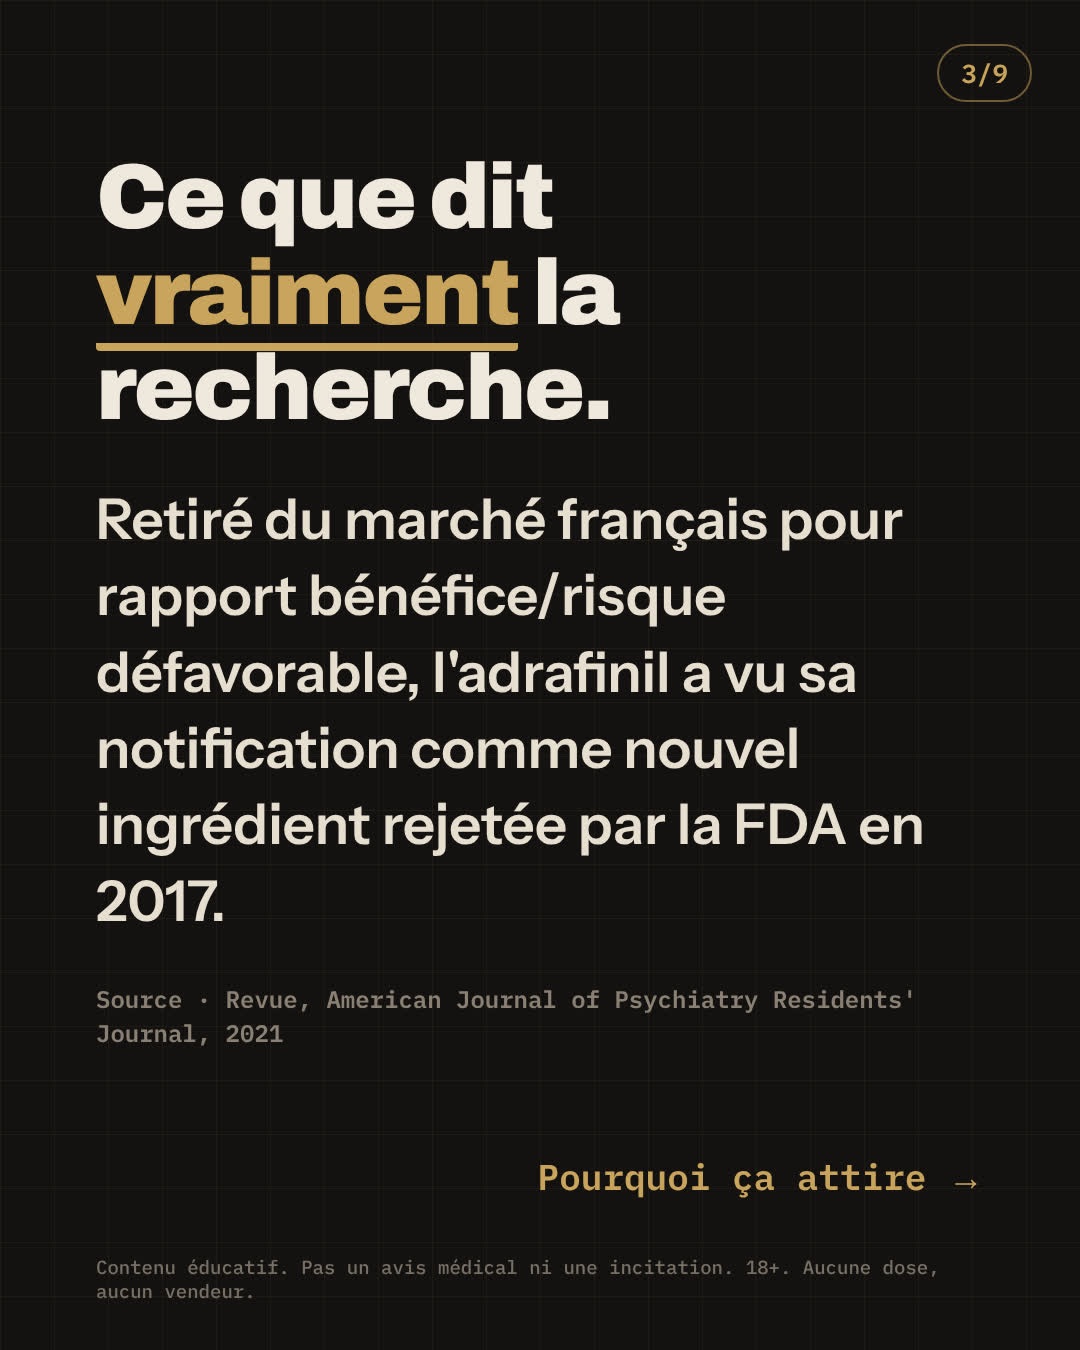 3/9
Ce que dit
vraiment la
recherche.
Retiré du marché français pour
rapport bénéfice/risque
défavorable, l'adrafinil a vu sa
notification comme nouvel
ingrédient rejetée par la FDA en
2017.
Source · Revue, American Journal of Psychiatry Residents'
Journal, 2021
Pourquoi ça attire →
Contenu éducatif. Pas un avis médical ni une incitation. 18+. Aucune dose,
aucun vendeur.